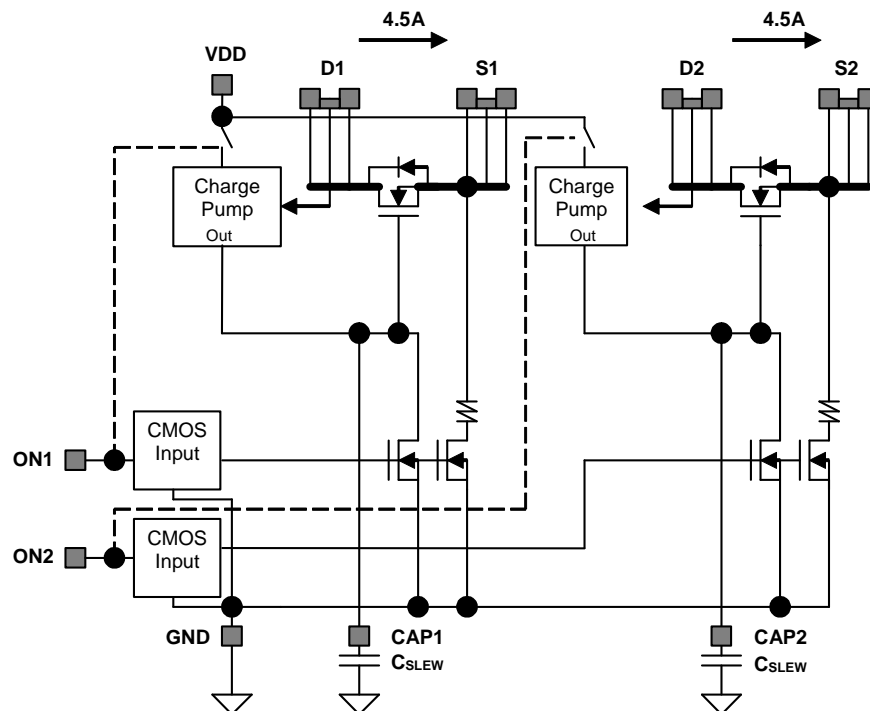 4.5A
4.5A
VDD
D1
S1
D2
S2
Charge
Pump
Out
Charge
Pump
Out
ON1
CMOS
Input
ON2
CMOS
Input
GND
CAP1
CSLEW
CAP2
CSLEW